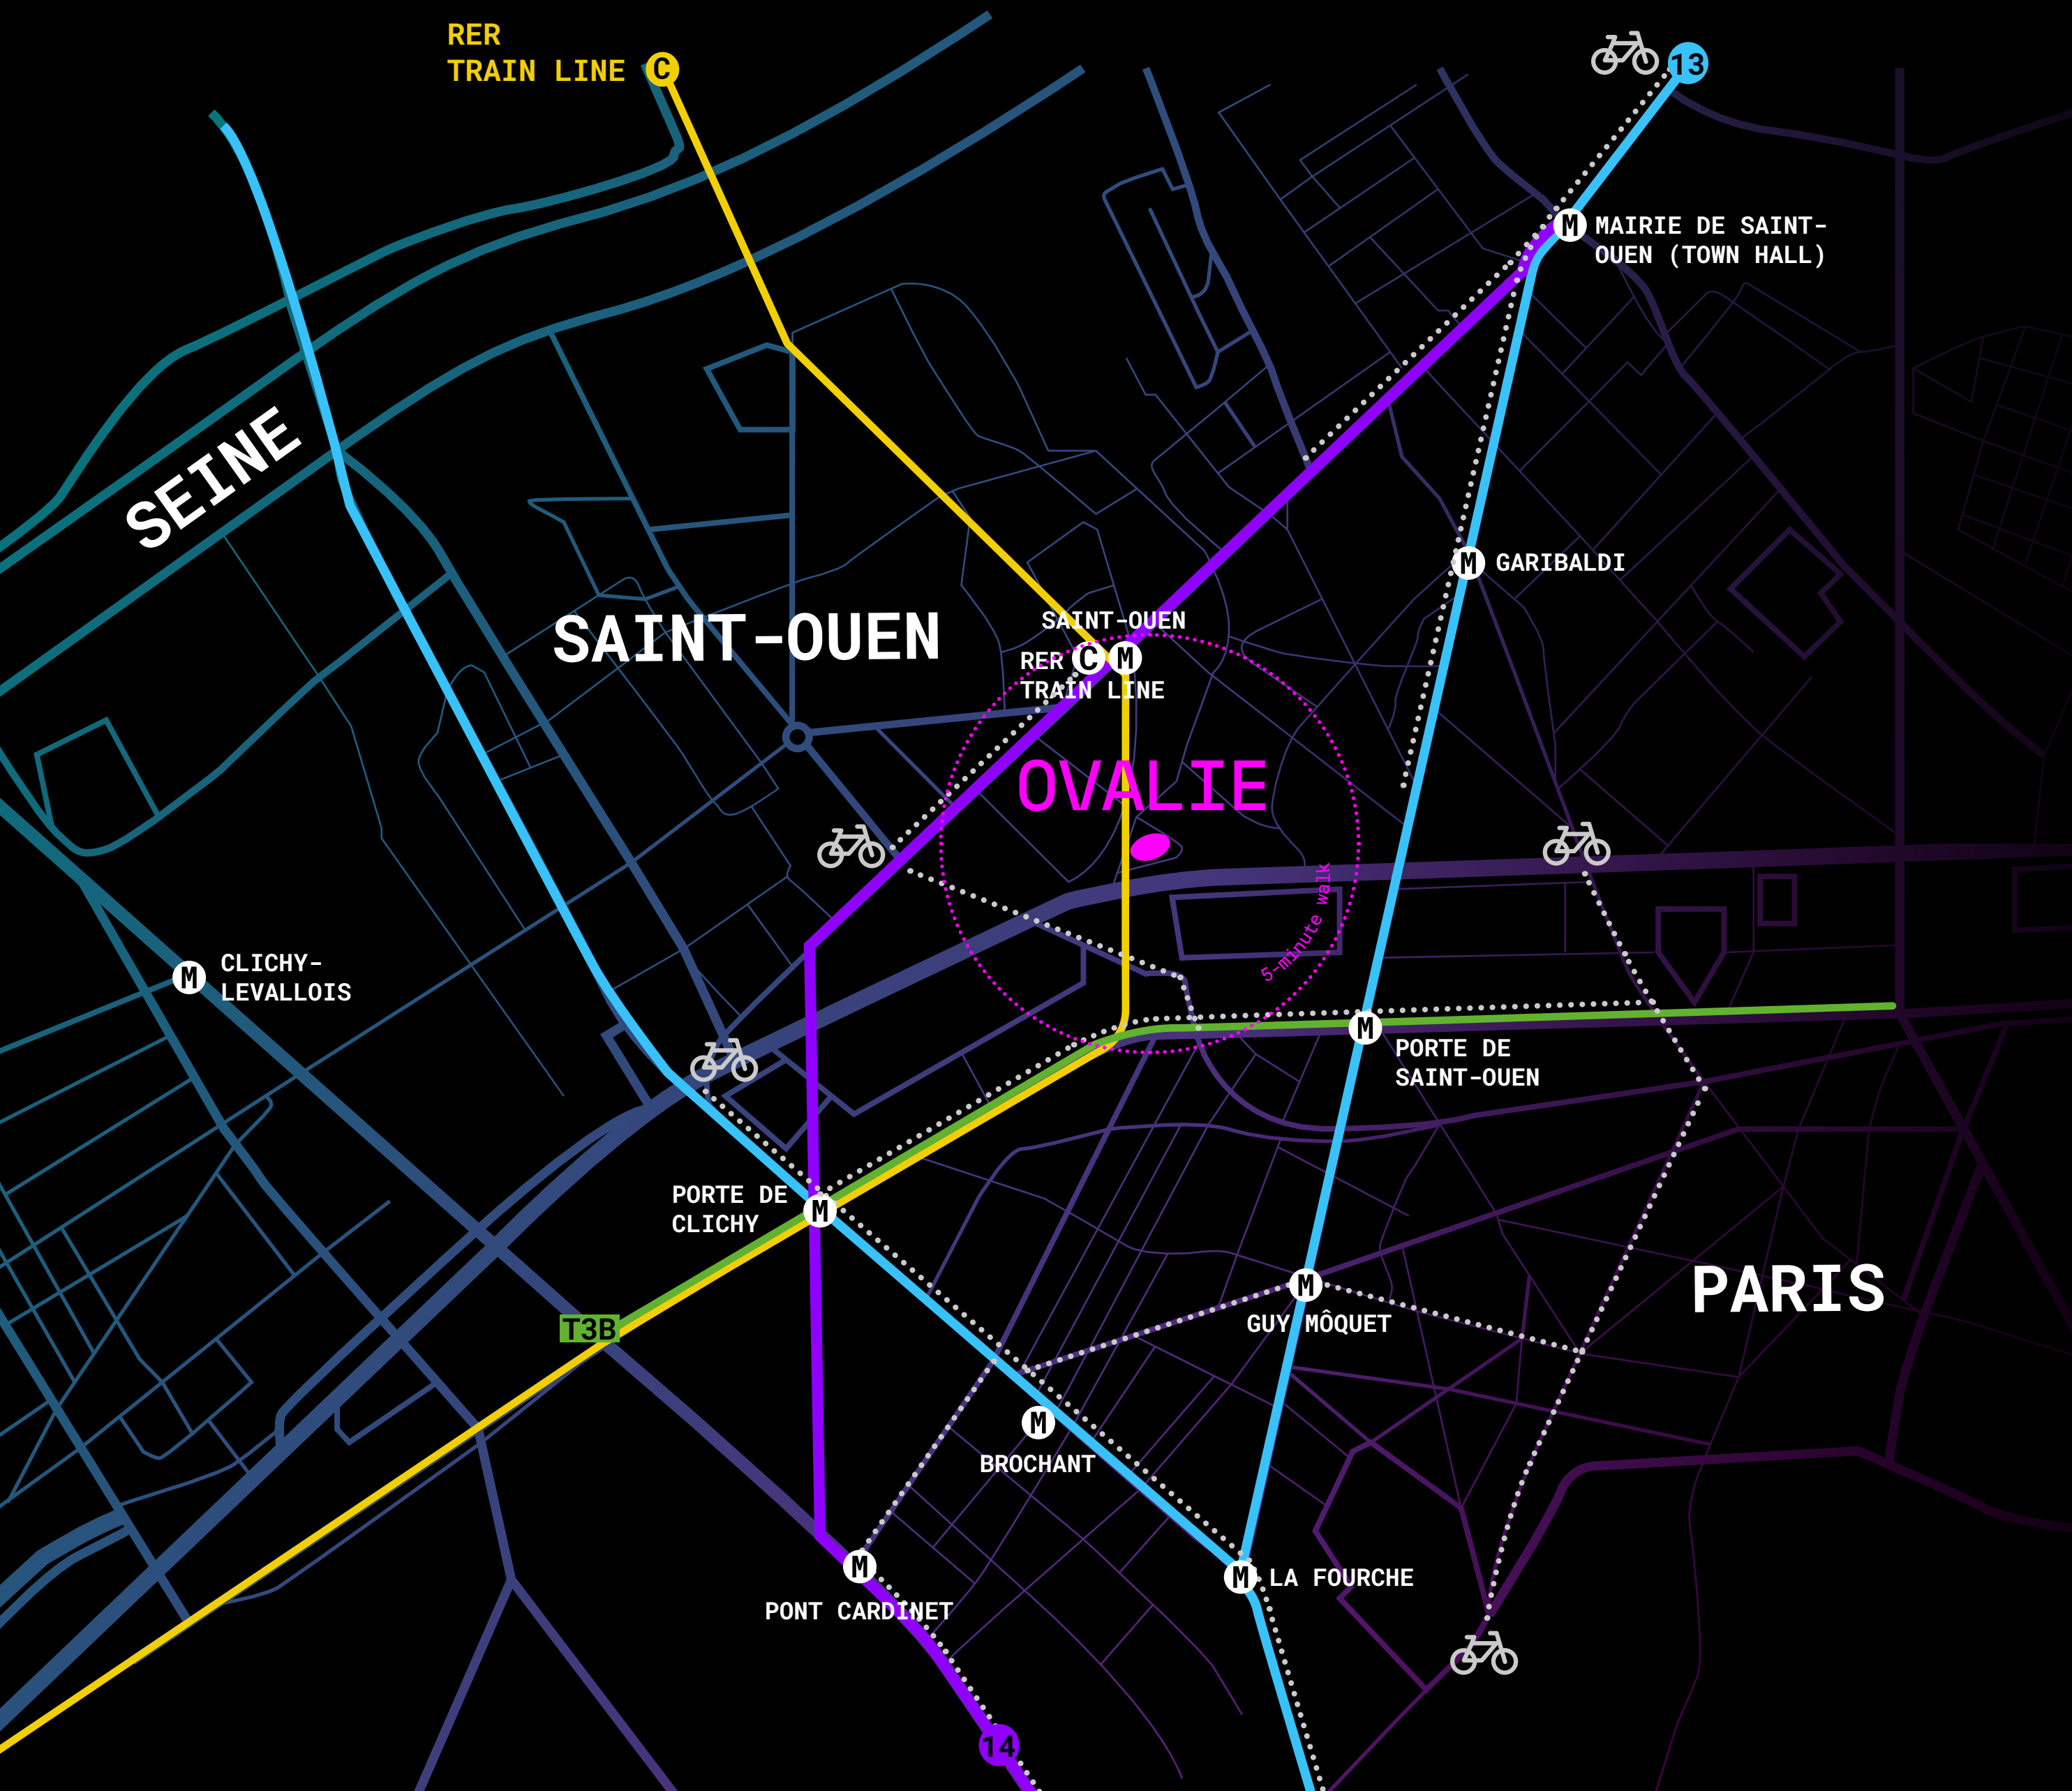 RER
TRAIN LINE
C
13
M
MAIRIE DE SAINT-
OUEN (TOWN HALL)
SEINE
M
GARIBALDI
SAINT-OUEN
SAINT-OUEN
RER C M
TRAIN LINE
OVALIE
5-minute walk
M
CLICHY-
LEVALLOIS
M
PORTE DE
SAINT-OUEN
PORTE DE
CLICHY
M
PARIS
M
GUY MÔQUET
T3B
M
BROCHANT
M
PONT CARDINET
M
LA FOURCHE
14